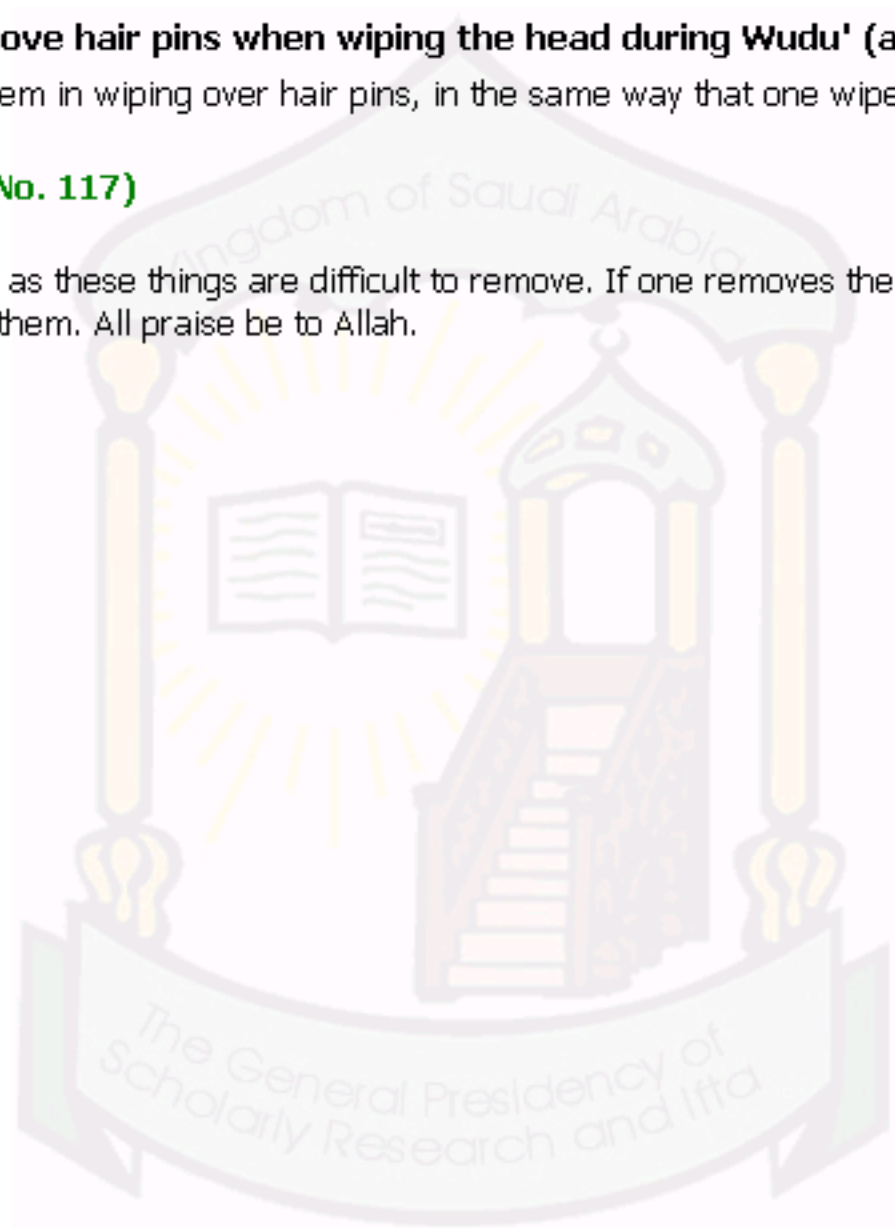 ove hair pins when wiping the head during Wudu' (a
em in wiping over hair pins, in the same way that one wipe
No. 117)
as these things are difficult to remove. If one removes the
them. All praise be to Allah.
Kingdom of Saudi Arabia
The General Presidency of
Scholarly Research and Ifta